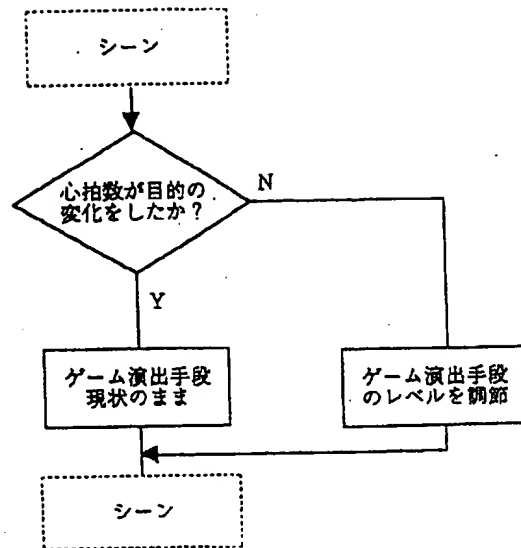 シーン
心拍数が目的の
変化をしたか？
N
Y
ゲーム演出手段
現状のまま
ゲーム演出手段
のレベルを調節
シーン